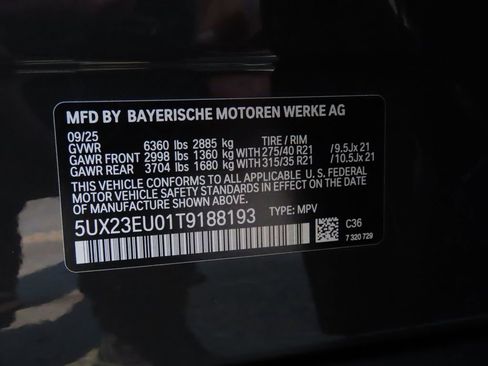 MFD BY BAYERISCHE MOTOREN WERKE AG
09/25
GVWR 6360 lbs 2885 kg TIRE / RIM
GAWR FRONT 2998 lbs 1360 kg WITH 275/40 R21 / 9.5Jx 21
GAWR REAR 3704 lbs 1680 kg WITH 315/35 R21 / 10.5Jx 21
THIS VEHICLE CONFORMS TO ALL APPLICABLE U. S. FEDERAL
MOTOR VEHICLE SAFETY STANDARDS IN EFFECT ON THE DATE
OF MANUFACTURE SHOWN ABOVE.
5UX23EU01T9188193 TYPE: MPV
C36
7 320 729